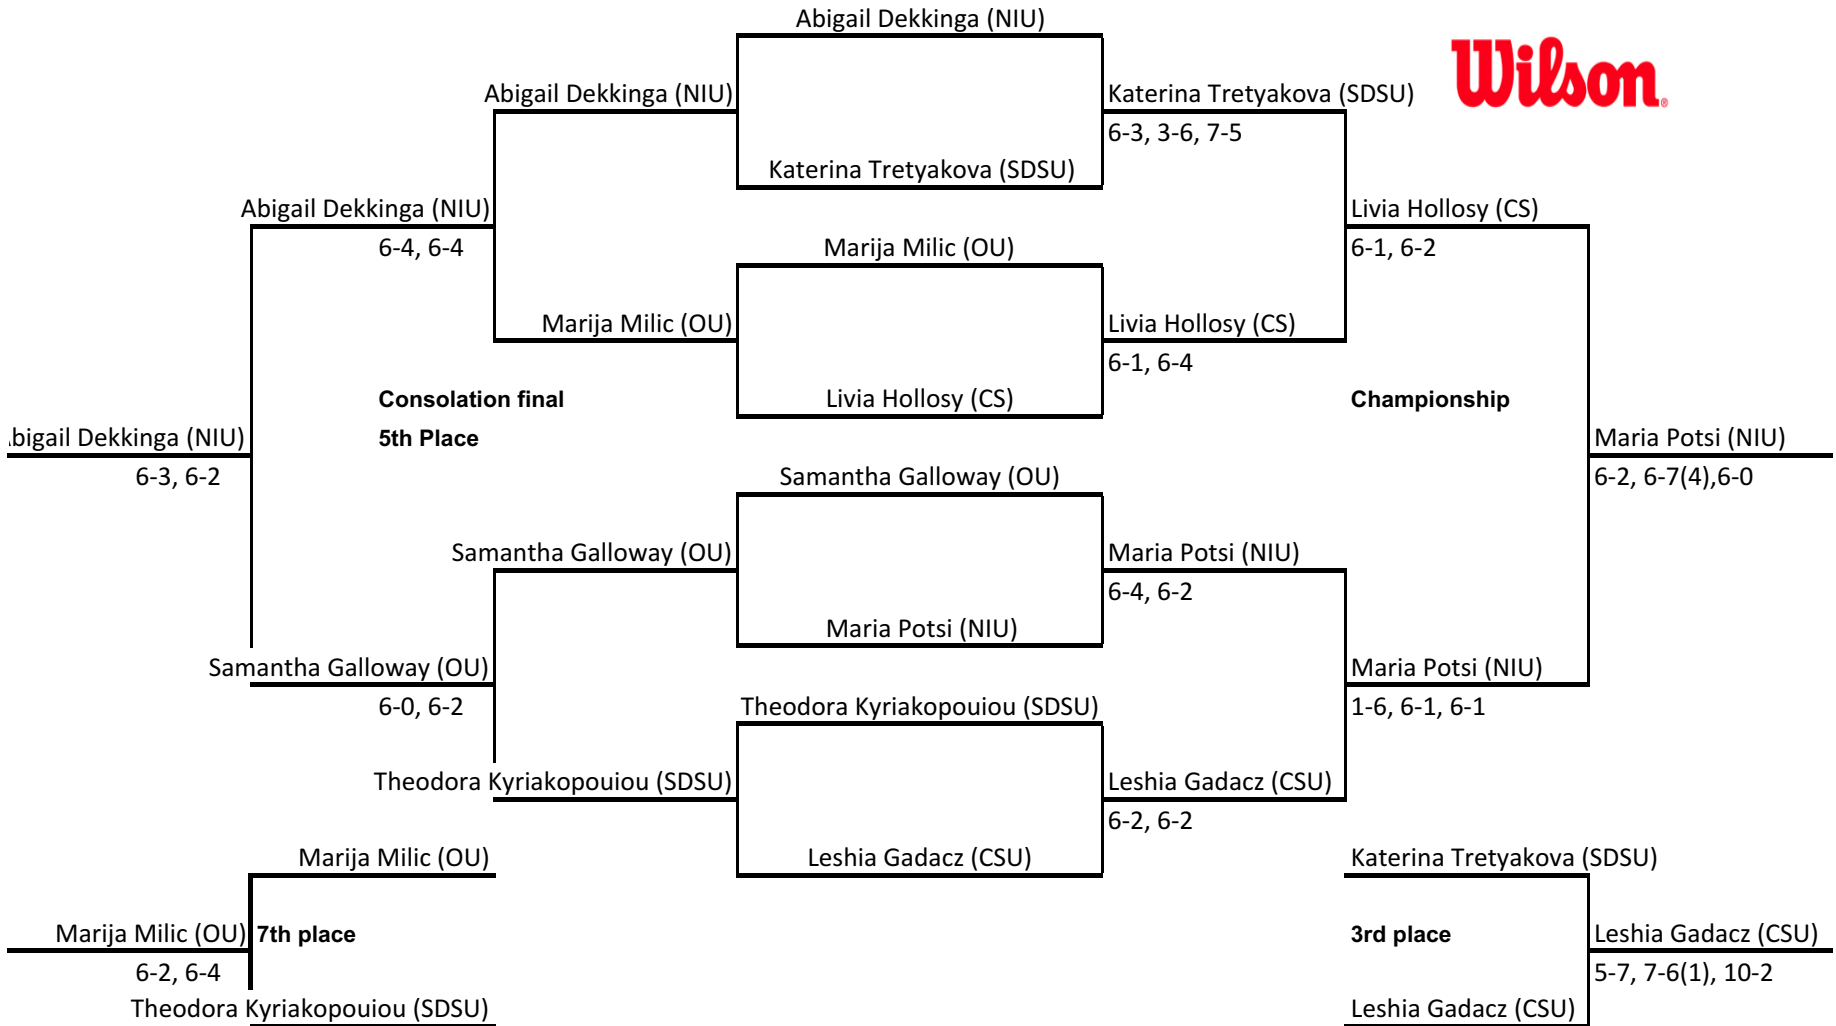 Abigail Dekkinga (NIU)
Wilson®
Abigail Dekkinga (NIU)
Katerina Tretyakova (SDSU)
6-3, 3-6, 7-5
Katerina Tretyakova (SDSU)
Abigail Dekkinga (NIU)
Livia Hollosy (CS)
6-4, 6-4
Marija Milic (OU)
6-1, 6-2
Marija Milic (OU)
Livia Hollosy (CS)
6-1, 6-4
Consolation final
Livia Hollosy (CS)
Championship
bigail Dekkinga (NIU)
5th Place
Maria Potsi (NIU)
6-3, 6-2
Samantha Galloway (OU)
6-2, 6-7(4),6-0
Samantha Galloway (OU)
Maria Potsi (NIU)
6-4, 6-2
Maria Potsi (NIU)
Samantha Galloway (OU)
Maria Potsi (NIU)
6-0, 6-2
Theodora Kyriakopouiou (SDSU)
1-6, 6-1, 6-1
Theodora Kyriakopouiou (SDSU)
Leshia Gadacz (CSU)
6-2, 6-2
Marija Milic (OU)
Leshia Gadacz (CSU)
Katerina Tretyakova (SDSU)
Marija Milic (OU)
7th place
3rd place
Leshia Gadacz (CSU)
6-2, 6-4
5-7, 7-6(1), 10-2
Theodora Kyriakopouiou (SDSU)
Leshia Gadacz (CSU)